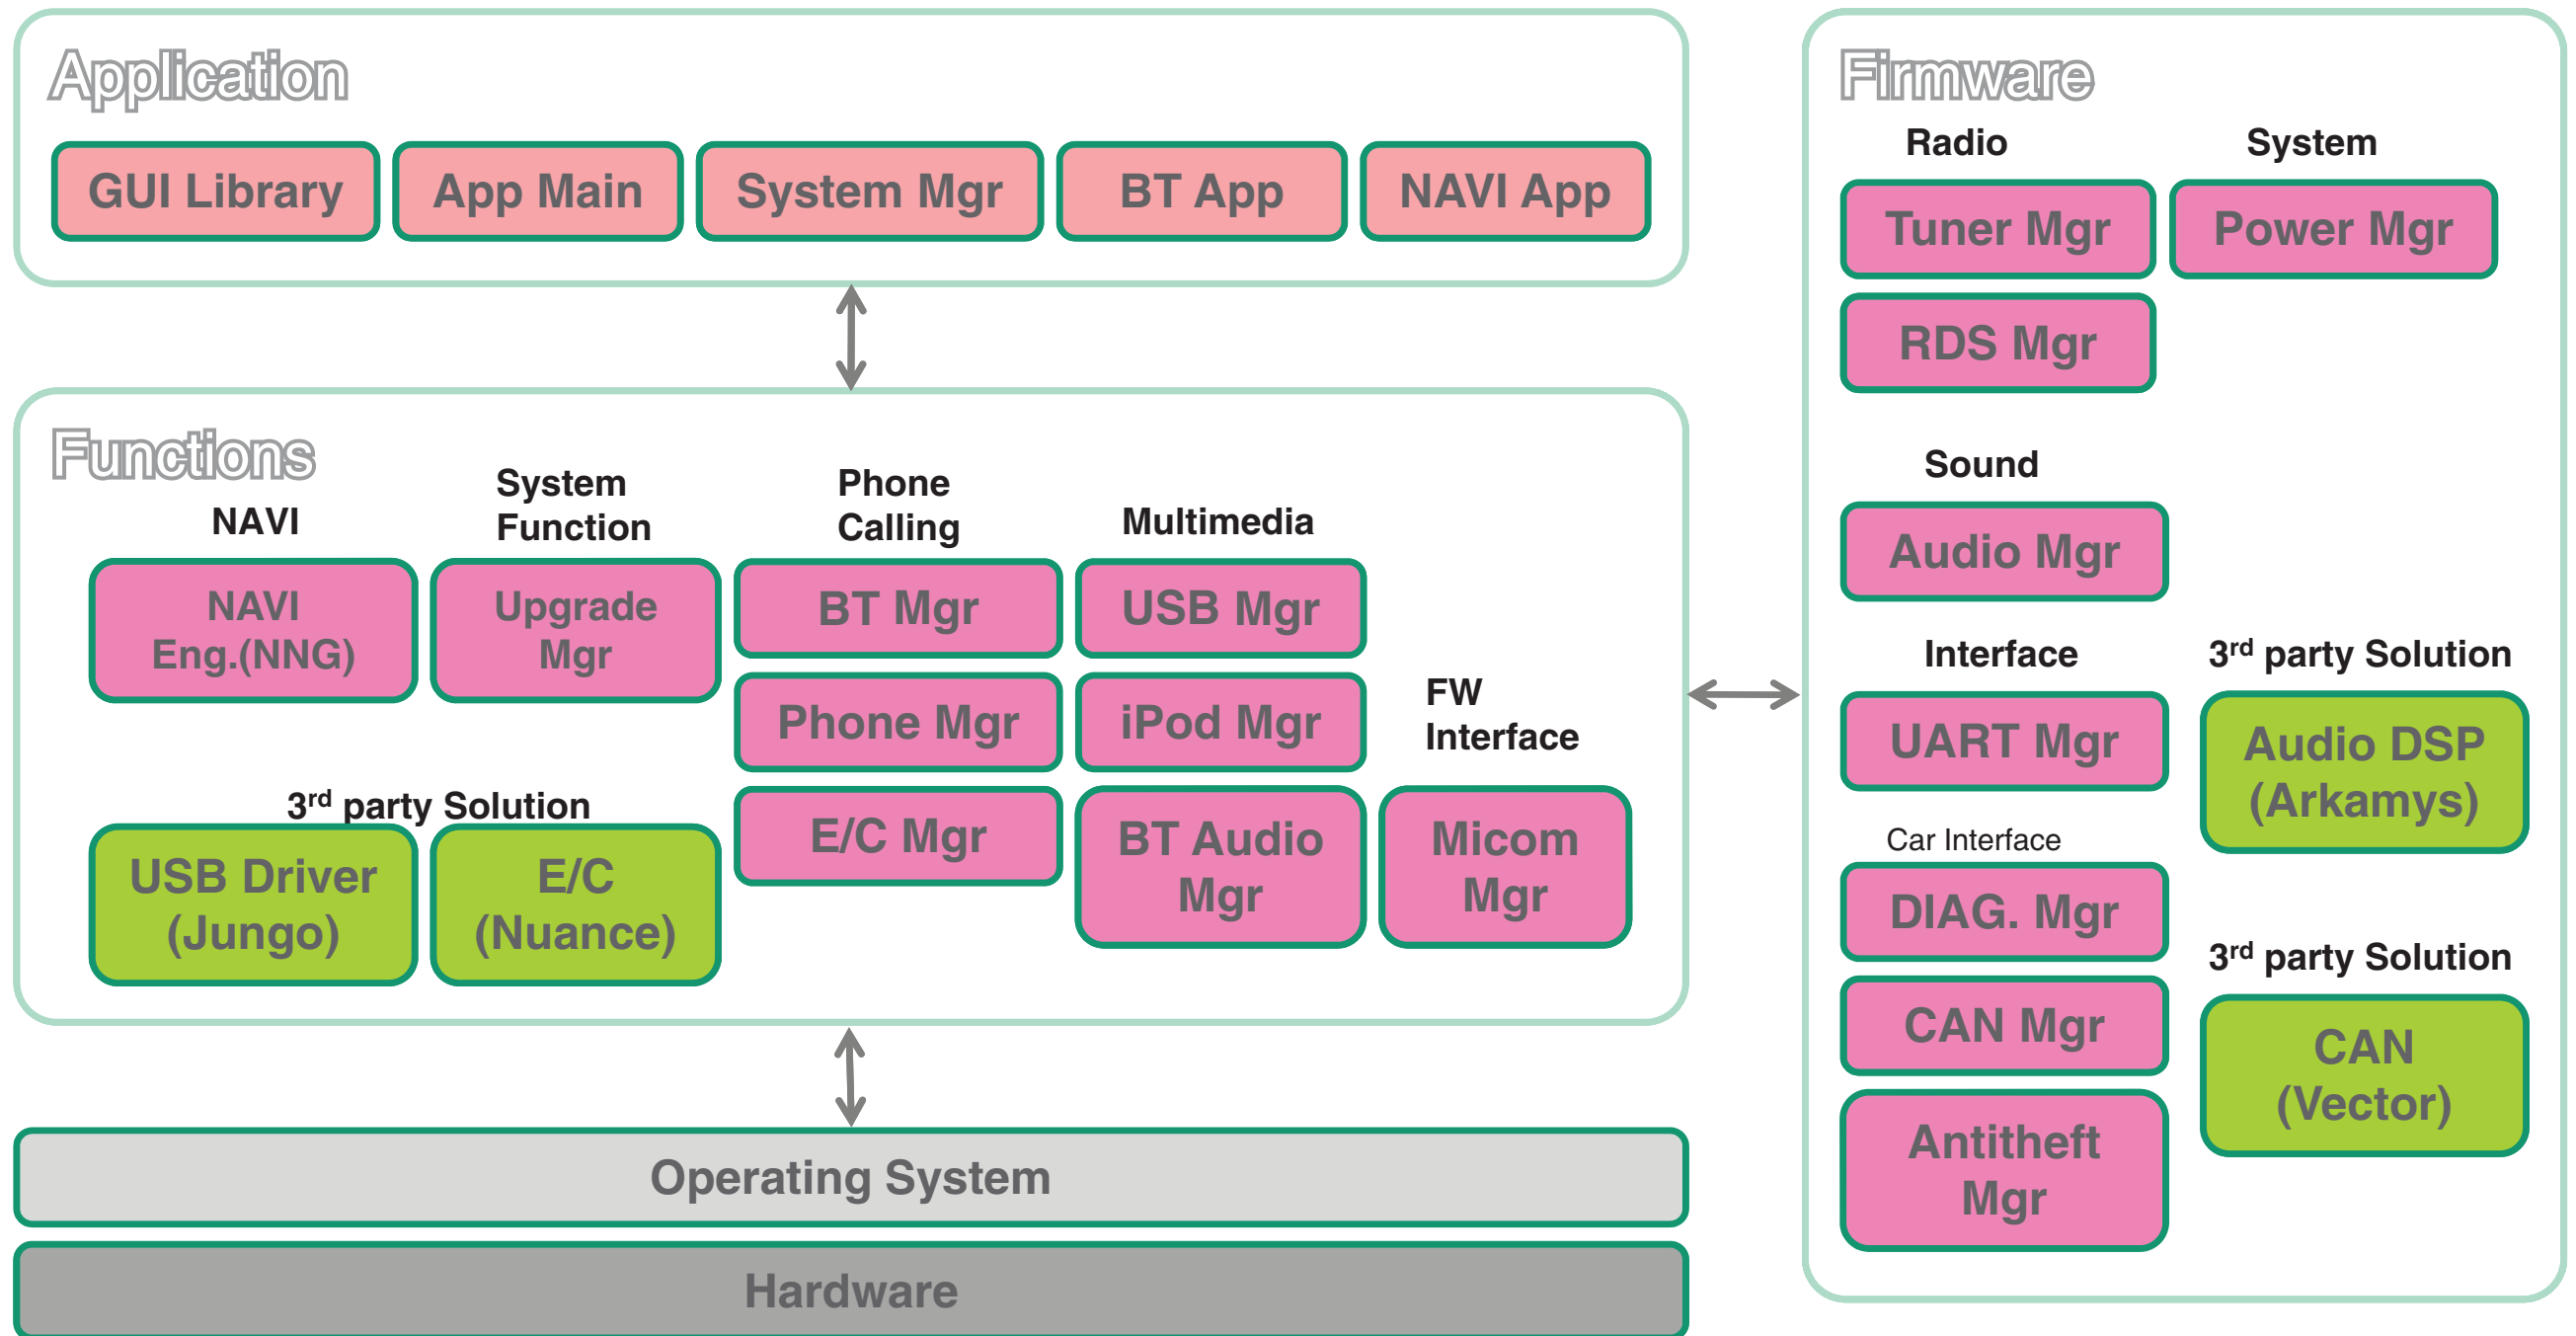 Application
GUI Library
App Main
System Mgr
BT App
NAVI App
Functions
NAVI
NAVI
Eng.(NNG)
System
Function
Upgrade
Mgr
3rd party Solution
USB Driver
(Jungo)
E/C
(Nuance)
Phone
Calling
BT Mgr
Phone Mgr
E/C Mgr
Multimedia
USB Mgr
iPod Mgr
BT Audio
Mgr
FW
Interface
Micom
Mgr
Operating System
Hardware
Firmware
Radio
Tuner Mgr
RDS Mgr
System
Power Mgr
Sound
Audio Mgr
Interface
UART Mgr
3rd party Solution
Audio DSP
(Arkamys)
Car Interface
DIAG. Mgr
CAN Mgr
Antitheft
Mgr
3rd party Solution
CAN
(Vector)